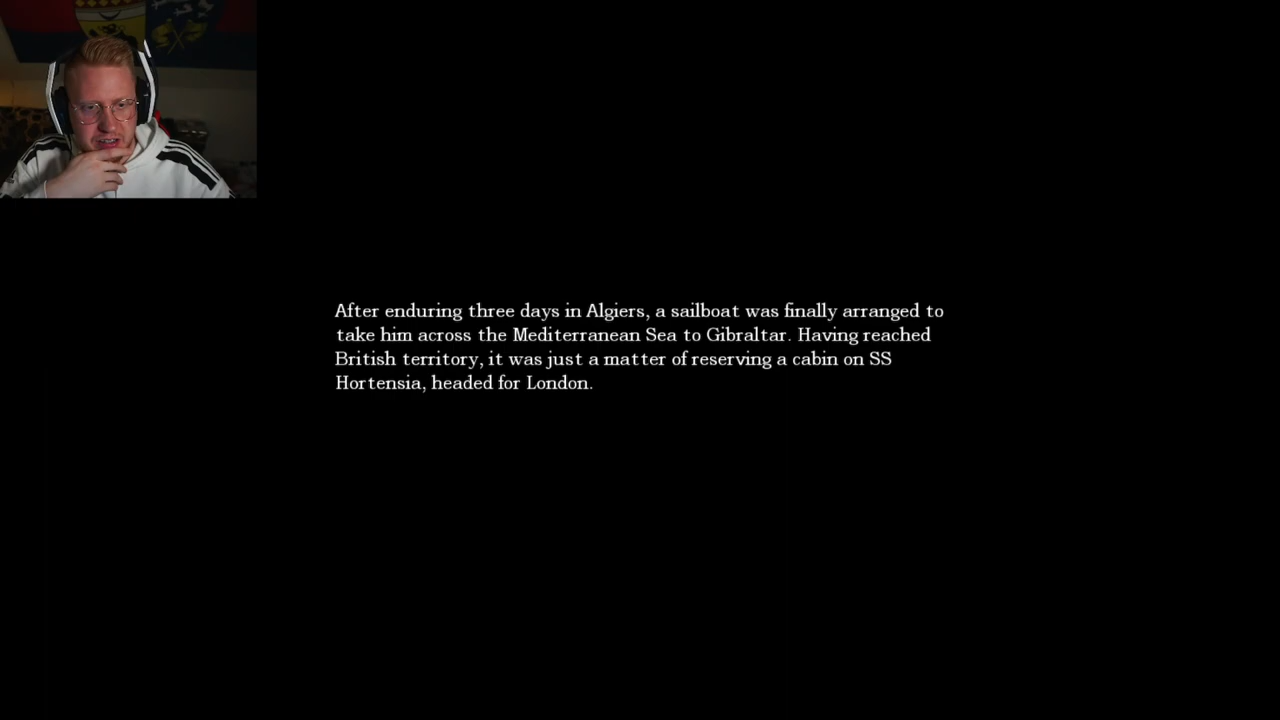 After enduring three days in Algiers, a sailboat was finally arranged to
take him across the Mediterranean Sea to Gibraltar. Having reached
British territory, it was just a matter of reserving a cabin on SS
Hortensia, headed for London.